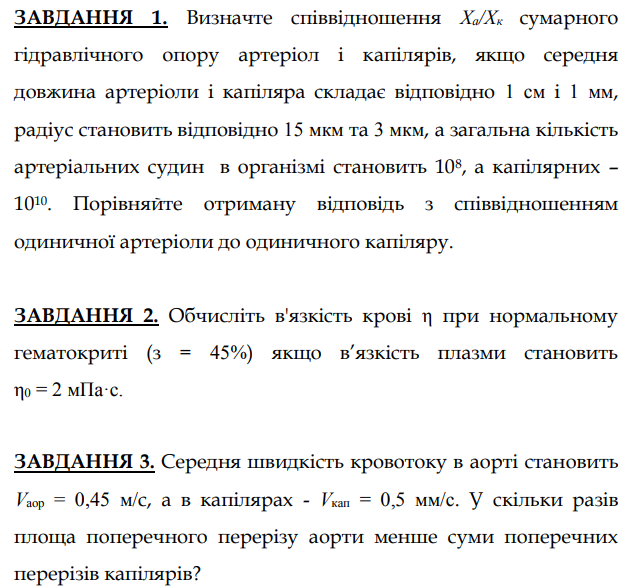 ЗАВДАННЯ 1. Визначте співвідношення Xа/Xк сумарного
гідравлічного опору артеріол і капілярів, якщо середня
довжина артеріоли і капіляра складає відповідно 1 см і 1 мм,
радіус становить відповідно 15 мкм та 3 мкм, а загальна кількість
артеріальних судин в організмі становить 10⁸, а капілярних –
10¹⁰. Порівняйте отриману відповідь з співвідношенням
одиничної артеріоли до одиничного капіляру.
ЗАВДАННЯ 2. Обчисліть в'язкість крові η при нормальному
гематокриті (з = 45%) якщо в’язкість плазми становить
η₀ = 2 мПа·с.
ЗАВДАННЯ 3. Середня швидкість кровотоку в аорті становить
Vаор = 0,45 м/с, а в капілярах - Vкап = 0,5 мм/с. У скільки разів
площа поперечного перерізу аорти менше суми поперечних
перерізів капілярів?